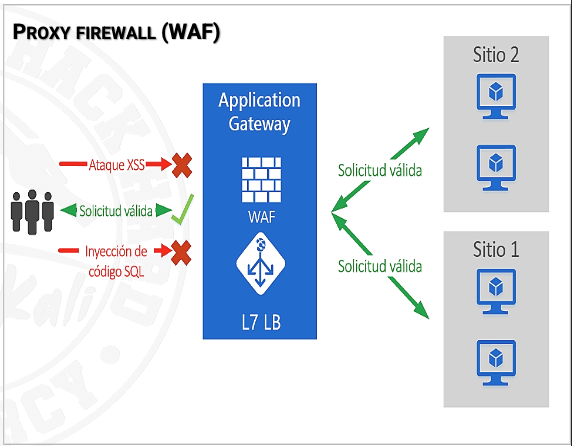 PROXY FIREWALL (WAF)
Sitio 2
Application
Gateway
Ataque XSS
Solicitud válida
Solicitud válida
WAF
Inyección de
código SQL
Sitio 1
Solicitud válida
L7 LB